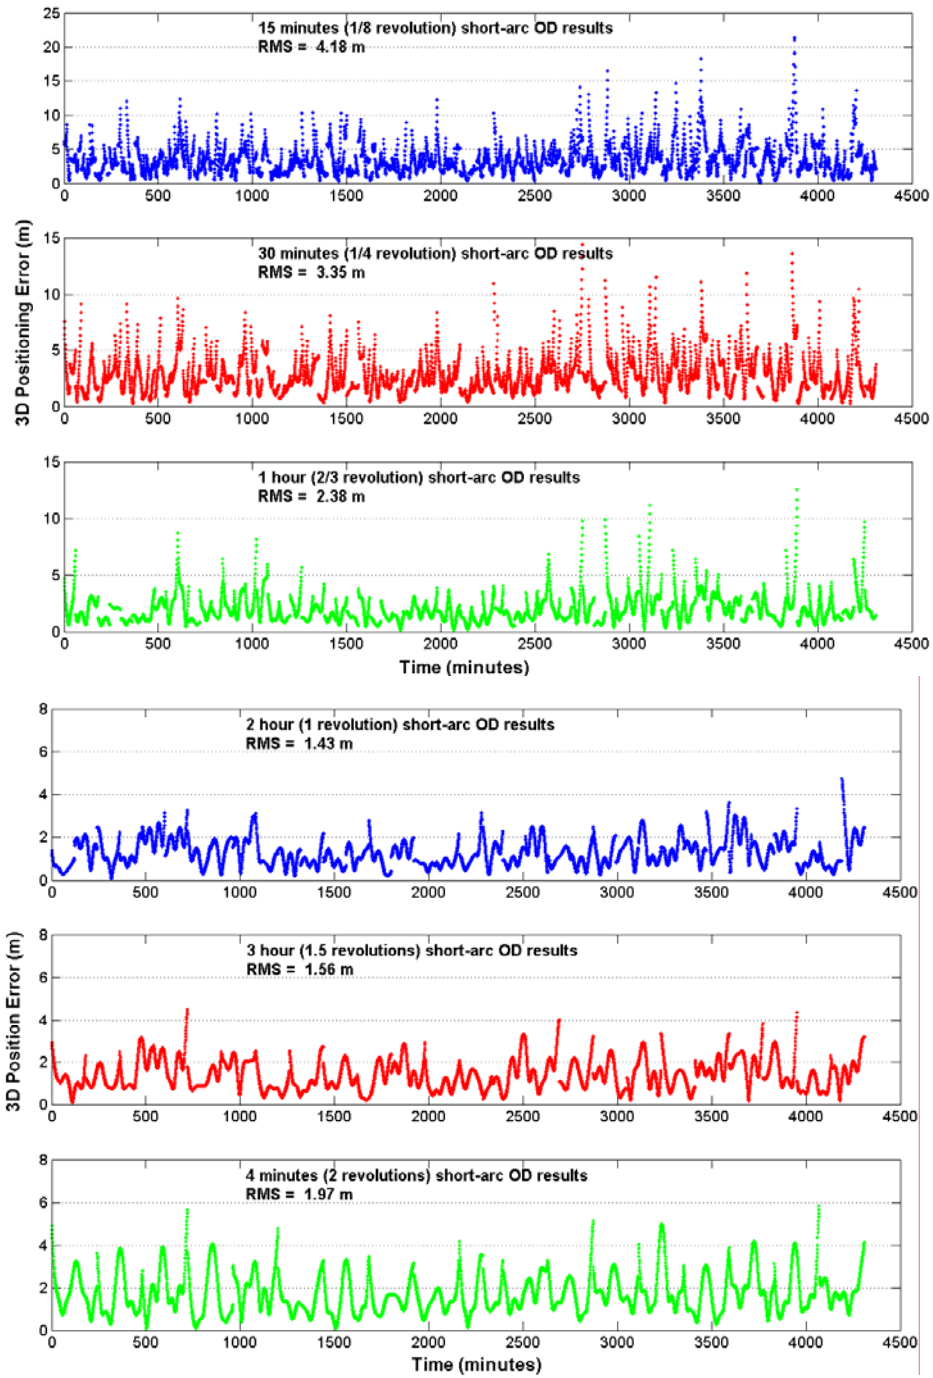 25
20
15
10
5
0
15 minutes (1/8 revolution) short-arc OD results
RMS = 4.18 m
0 500 1000 1500 2000 2500 3000 3500 4000 4500
3D Positioning Error (m)
15
10
5
0
30 minutes (1/4 revolution) short-arc OD results
RMS = 3.35 m
0 500 1000 1500 2000 2500 3000 3500 4000 4500
15
10
5
0
1 hour (2/3 revolution) short-arc OD results
RMS = 2.38 m
0 500 1000 1500 2000 2500 3000 3500 4000 4500
Time (minutes)
8
6
4
2
0
2 hour (1 revolution) short-arc OD results
RMS = 1.43 m
0 500 1000 1500 2000 2500 3000 3500 4000 4500
3D Position Error (m)
8
6
4
2
0
3 hour (1.5 revolutions) short-arc OD results
RMS = 1.56 m
0 500 1000 1500 2000 2500 3000 3500 4000 4500
8
6
4
2
0
4 minutes (2 revolutions) short-arc OD results
RMS = 1.97 m
0 500 1000 1500 2000 2500 3000 3500 4000 4500
Time (minutes)